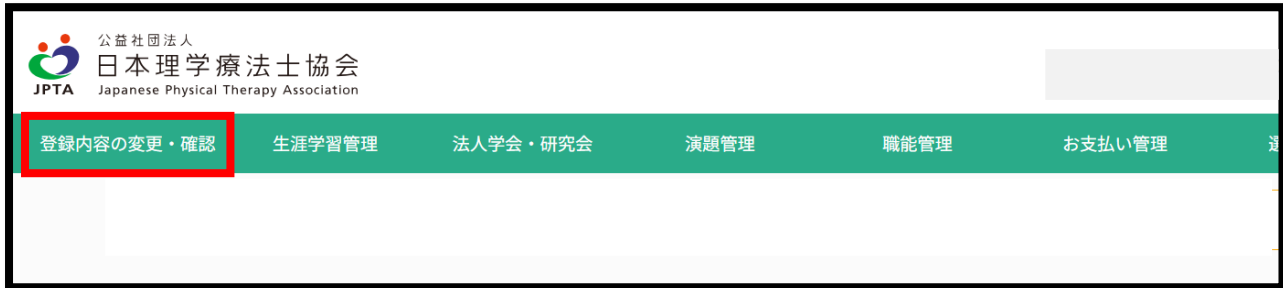 公益社団法人
日本理学療法士協会
JPTA Japanese Physical Therapy Association
登録内容の変更・確認 生涯学習管理 法人学会・研究会 演題管理 職能管理 お支払い管理